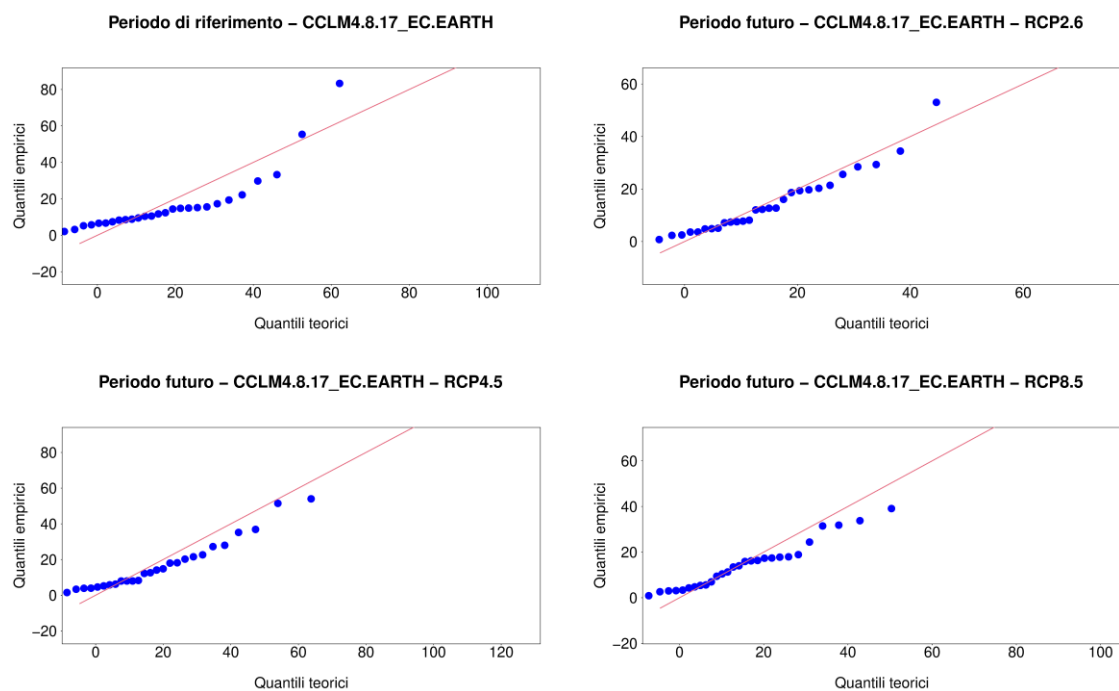 Periodo di riferimento − CCLM4.8.17_EC.EARTH
Quantili empirici
80
60
40
20
0
−20
0 20 40 60 80 100
Quantili teorici
Periodo futuro − CCLM4.8.17_EC.EARTH − RCP2.6
Quantili empirici
60
40
20
0
0 20 40 60
Quantili teorici
Periodo futuro − CCLM4.8.17_EC.EARTH − RCP4.5
Quantili empirici
80
60
40
20
0
−20
0 20 40 60 80 100 120
Quantili teorici
Periodo futuro − CCLM4.8.17_EC.EARTH − RCP8.5
Quantili empirici
60
40
20
0
−20
0 20 40 60 80 100
Quantili teorici